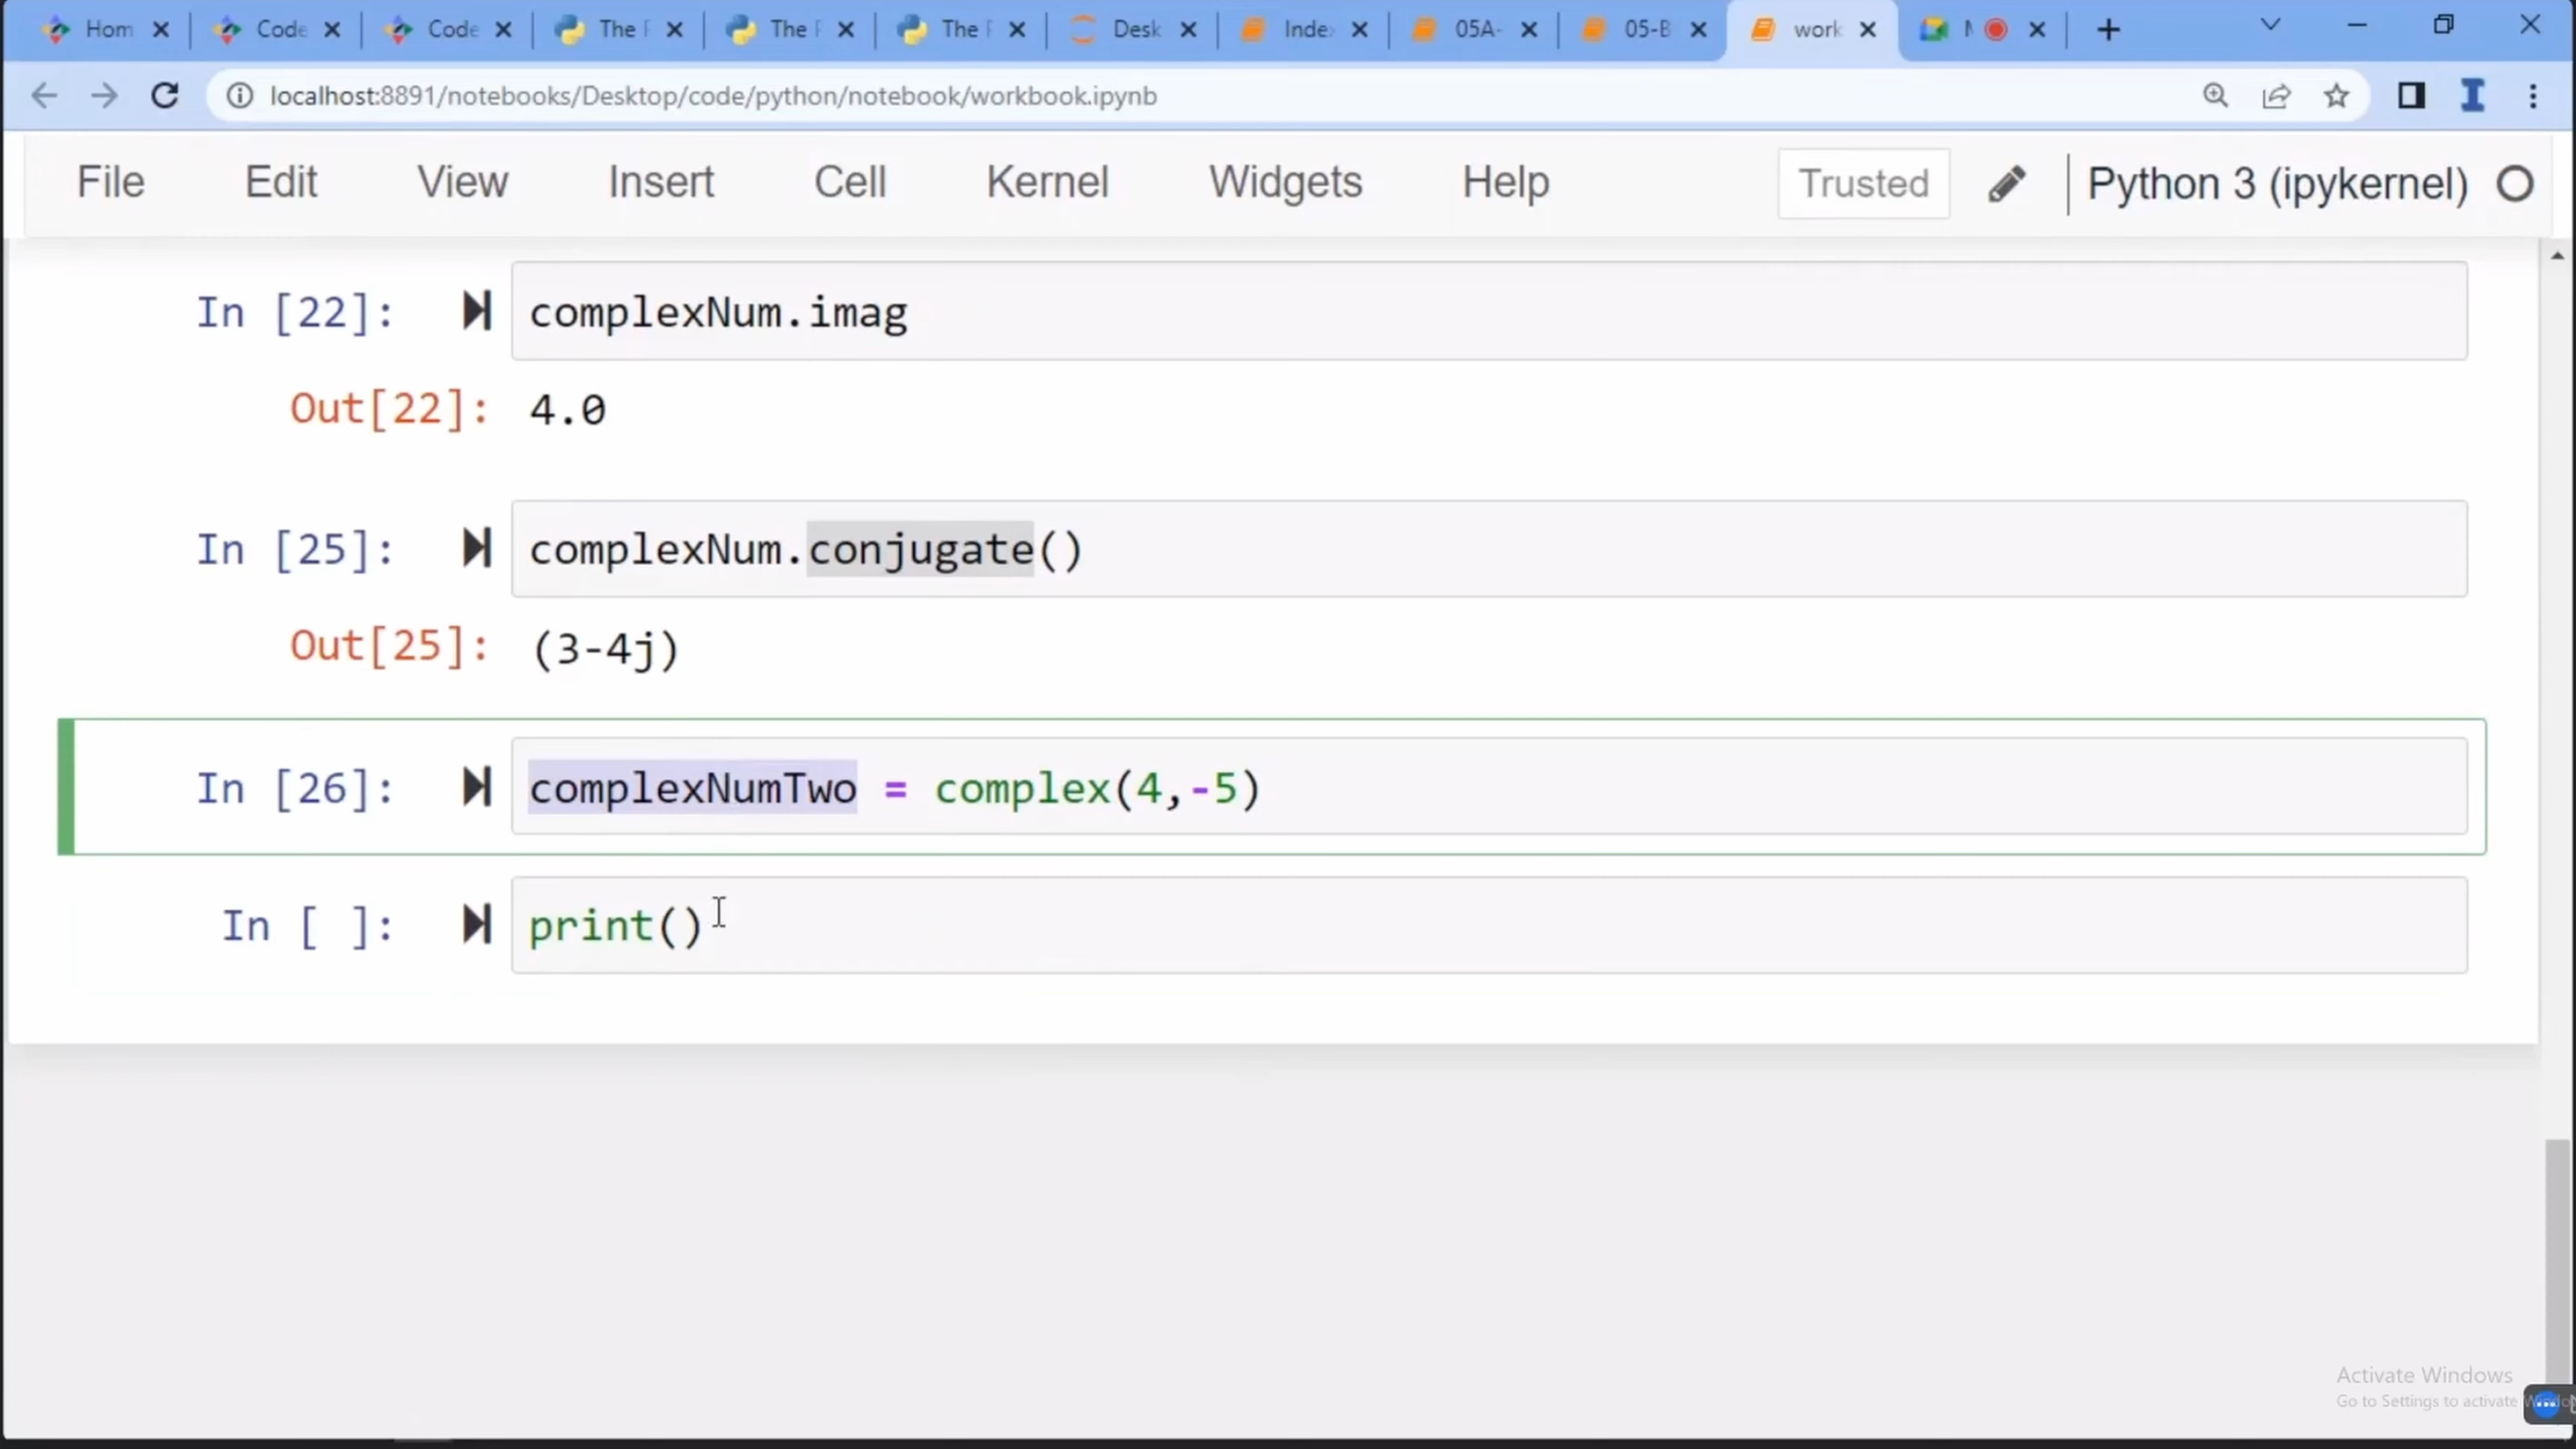 Hom Code Code The The The Desk Inde 05A- 05-B work
localhost:8891/notebooks/Desktop/code/python/notebook/workbook.ipynb
File Edit View Insert Cell Kernel Widgets Help Trusted Python 3 (ipykernel)
In [22]: complexNum.imag
Out[22]: 4.0
In [25]: complexNum.conjugate()
Out[25]: (3-4j)
In [26]: complexNumTwo = complex(4,-5)
In [ ]: print()
Activate Windows
Go to Settings to activate